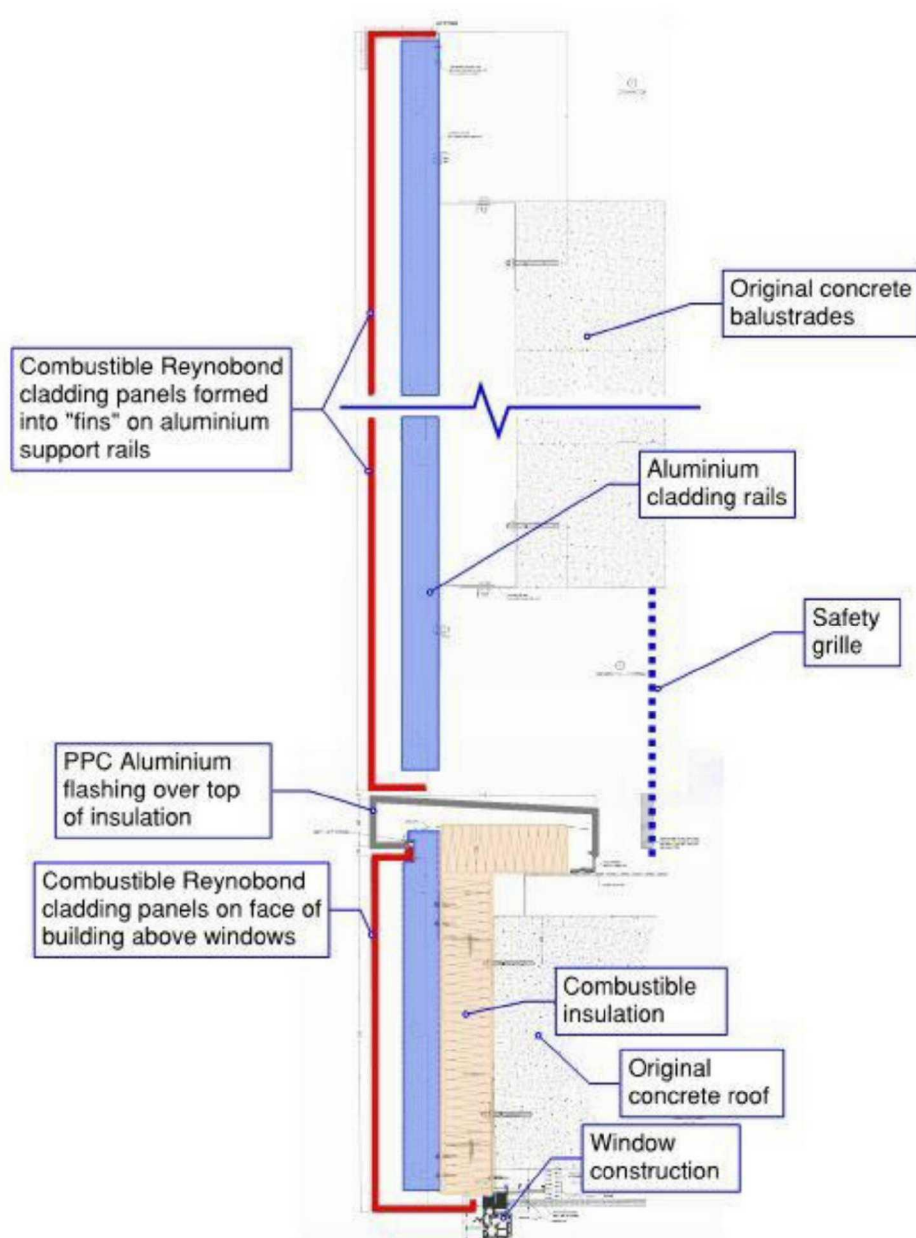 Original concrete
balustrades
Combustible Reynobond
cladding panels formed
into "fins" on aluminium
support rails
Aluminium
cladding rails
Safety
grille
PPC Aluminium
flashing over top
of insulation
Combustible Reynobond
cladding panels on face of
building above windows
Combustible
insulation
Original
concrete roof
Window
construction